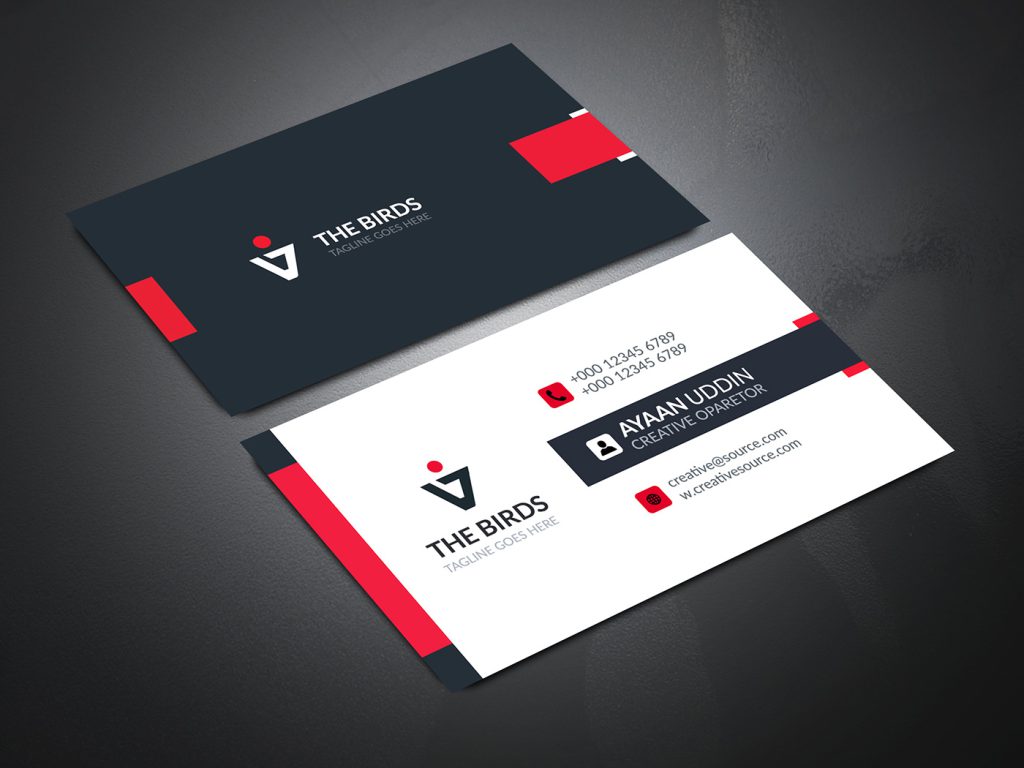 THE BIRDS
TAGLINE GOES HERE
+000 12345 6789
+000 12345 6789
AYAAN UDDIN
CREATIVE OPARETOR
creative@source.com
w.creativesource.com
THE BIRDS
TAGLINE GOES HERE